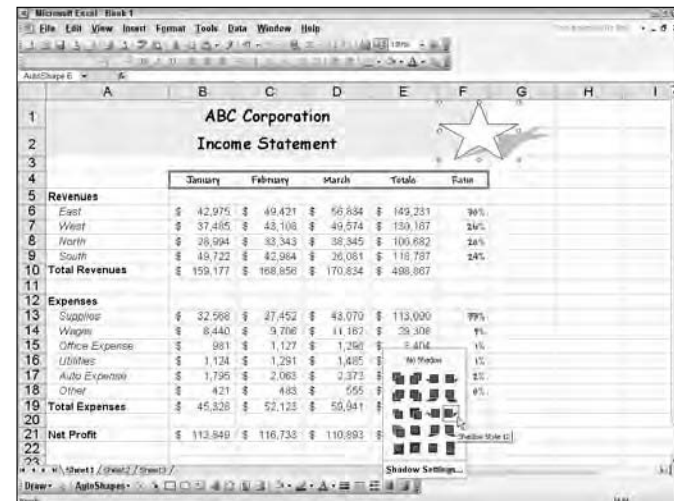 Microsoft Excel - Book 1
File Edit View Insert Format Tools Data Window Help
AutoShape 6
A B C D E F G H I
1 ABC Corporation
2 Income Statement
3
4 January February March Totals Ratio
5 Revenues
6 East $ 42,975 $ 49,421 $ 56,834 $ 149,231
7 West $ 37,485 $ 43,108 $ 49,574 $ 130,167 26%
8 North $ 28,994 $ 33,343 $ 38,345 $ 100,682
9 South $ 49,722 $ 42,984 $ 26,081 $ 118,787 24%
10 Total Revenues $ 159,177 $ 168,856 $ 170,834 $ 498,867
11
12 Expenses
13 Supplies $ 32,568 $ 37,452 $ 43,070 $ 113,090
14 Wages $ 8,440 $ 9,706 $ 11,162 $ 29,308
15 Office Expense $ 981 $ 1,127 $ 1,296 $ 3,404 1%
16 Utilities $ 1,124 $ 1,291 $ 1,485 $ 1%
17 Auto Expense $ 1,795 $ 2,063 $ 2,373 $ 2%
18 Other $ 421 $ 483 $ 555 $ 0%
19 Total Expenses $ 45,328 $ 52,123 $ 59,941 $
20
21 Net Profit $ 113,849 $ 116,733 $ 110,893 $
22
23
No Shadow
Shadow Settings...
Sheet1 / Sheet2 / Sheet3
Draw AutoShapes